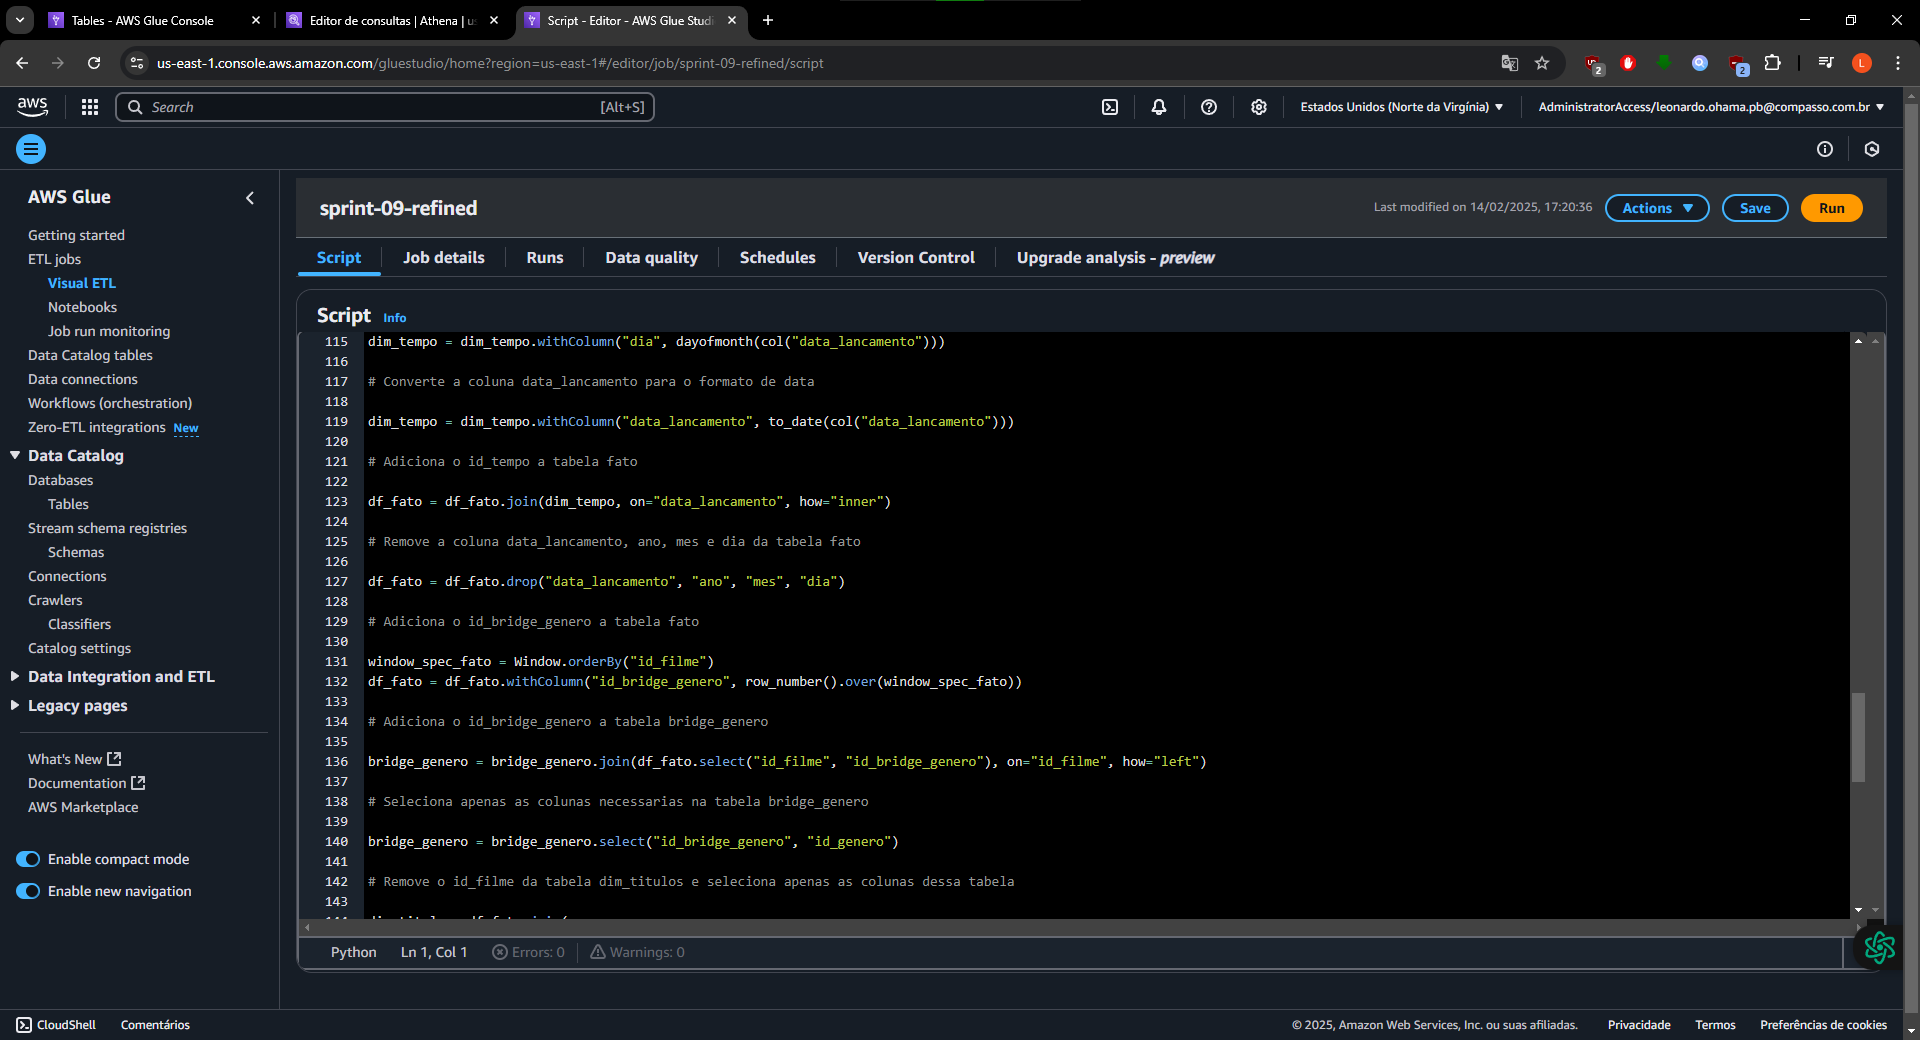 Tables - AWS Glue Console
Editor de consultas | Athena | us
Script - Editor - AWS Glue Studi
us-east-1.console.aws.amazon.com/gluestudio/home?region=us-east-1#/editor/job/sprint-09-refined/script
2
2
L
aws
Search
[Alt+S]
Estados Unidos (Norte da Virgínia)
AdministratorAccess/leonardo.ohama.pb@compasso.com.br
AWS Glue
Getting started
ETL jobs
Visual ETL
Notebooks
Job run monitoring
Data Catalog tables
Data connections
Workflows (orchestration)
Zero-ETL integrations New
Data Catalog
Databases
Tables
Stream schema registries
Schemas
Connections
Crawlers
Classifiers
Catalog settings
Data Integration and ETL
Legacy pages
What's New
Documentation
AWS Marketplace
Enable compact mode
Enable new navigation
sprint-09-refined
Last modified on 14/02/2025, 17:20:36
Actions
Save
Run
Script
Job details
Runs
Data quality
Schedules
Version Control
Upgrade analysis - preview
Script Info
115 dim_tempo = dim_tempo.withColumn("dia", dayofmonth(col("data_lancamento")))
116
117 # Converte a coluna data_lancamento para o formato de data
118
119 dim_tempo = dim_tempo.withColumn("data_lancamento", to_date(col("data_lancamento")))
120
121 # Adiciona o id_tempo a tabela fato
122
123 df_fato = df_fato.join(dim_tempo, on="data_lancamento", how="inner")
124
125 # Remove a coluna data_lancamento, ano, mes e dia da tabela fato
126
127 df_fato = df_fato.drop("data_lancamento", "ano", "mes", "dia")
128
129 # Adiciona o id_bridge_genero a tabela fato
130
131 window_spec_fato = Window.orderBy("id_filme")
132 df_fato = df_fato.withColumn("id_bridge_genero", row_number().over(window_spec_fato))
133
134 # Adiciona o id_bridge_genero a tabela bridge_genero
135
136 bridge_genero = bridge_genero.join(df_fato.select("id_filme", "id_bridge_genero"), on="id_filme", how="left")
137
138 # Seleciona apenas as colunas necessarias na tabela bridge_genero
139
140 bridge_genero = bridge_genero.select("id_bridge_genero", "id_genero")
141
142 # Remove o id_filme da tabela dim_titulos e seleciona apenas as colunas dessa tabela
143
Python
Ln 1, Col 1
Errors: 0
Warnings: 0
CloudShell
Comentários
© 2025, Amazon Web Services, Inc. ou suas afiliadas.
Privacidade
Termos
Preferências de cookies